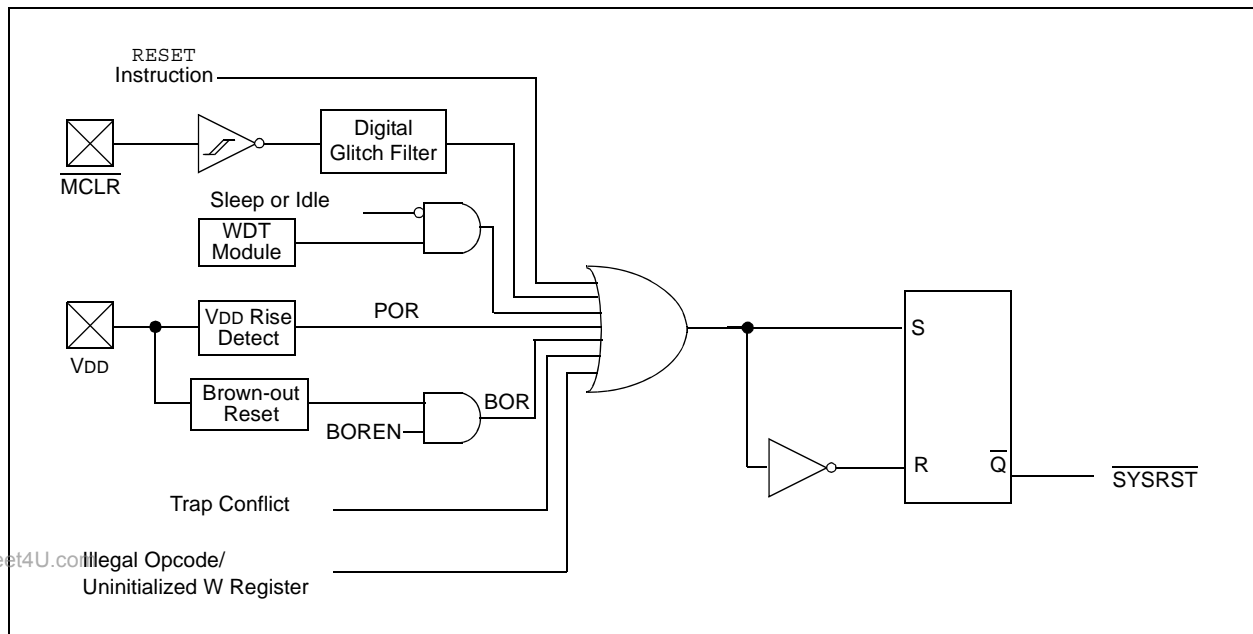 RESET
Instruction
Digital
Glitch Filter
MCLR
Sleep or Idle
WDT
Module
VDD
VDD Rise
Detect
POR
Brown-out
Reset
BOREN
BOR
S
R
Q
SYSRST
Trap Conflict
eet4U.com
Illegal Opcode/
Uninitialized W Register